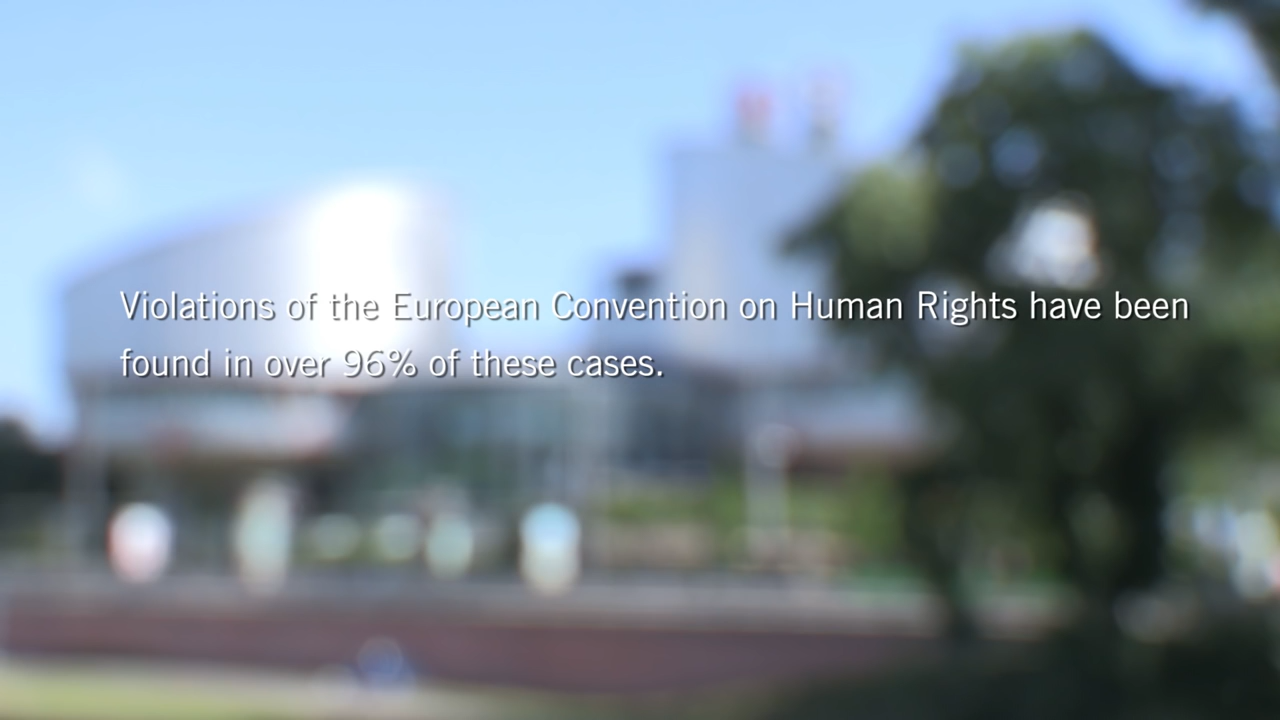 Violations of the European Convention on Human Rights have been
found in over 96% of these cases.